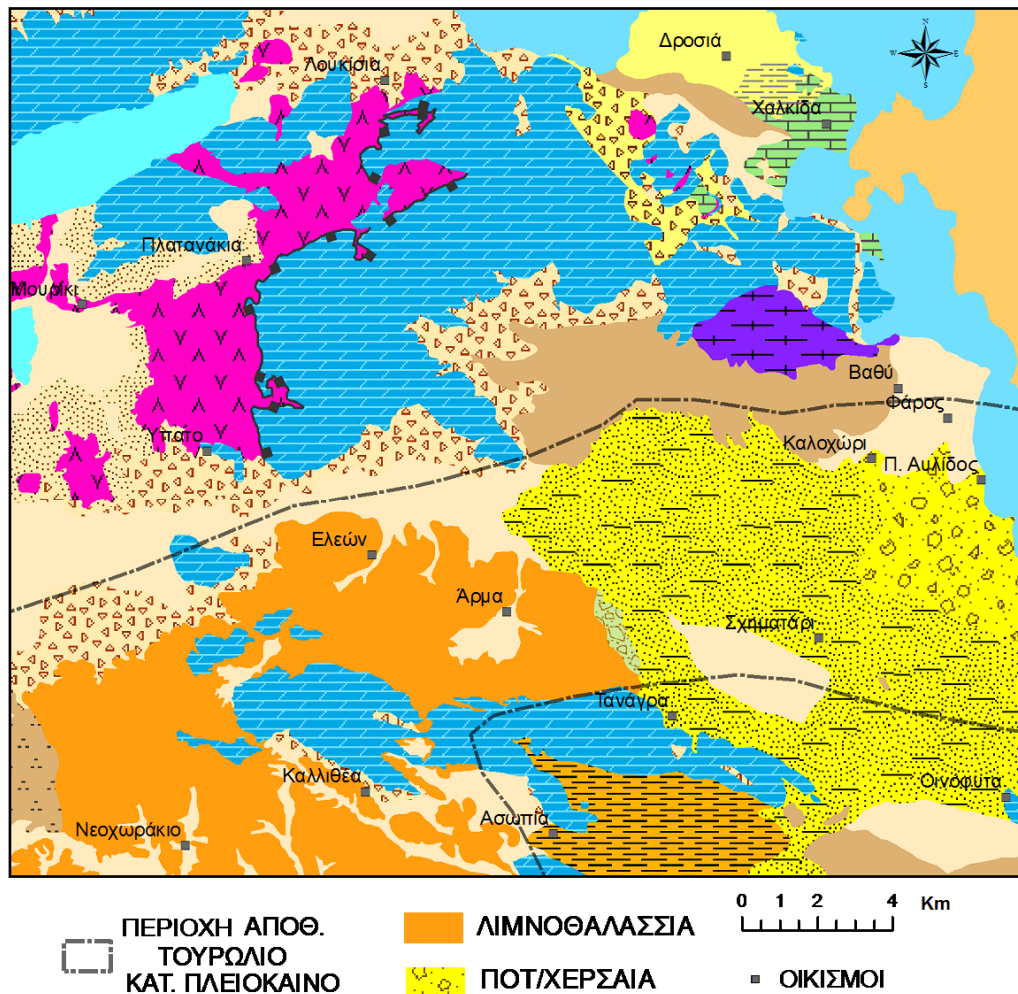 N
W E
S
Δροσιά
Λουκίσια
Χαλκίδα
Πλατανάκια
Μουρίκι
Βαθύ
Φάρος
Ύπατο
Καλοχώρι
Π. Αυλίδος
Ελεών
Άρμα
Σχηματάρι
Τανάγρα
Καλλιθέα
Οινόφυτα
Ασωπία
Νεοχωράκιο
0 1 2 4 Km
ΠΕΡΙΟΧΗ ΑΠΟΘ.
ΤΟΥΡΩΛΙΟ
ΚΑΤ. ΠΛΕΙΟΚΑΙΝΟ
ΛΙΜΝΟΘΑΛΑΣΣΙΑ
ΠΟΤ/ΧΕΡΣΑΙΑ
ΟΙΚΙΣΜΟΙ